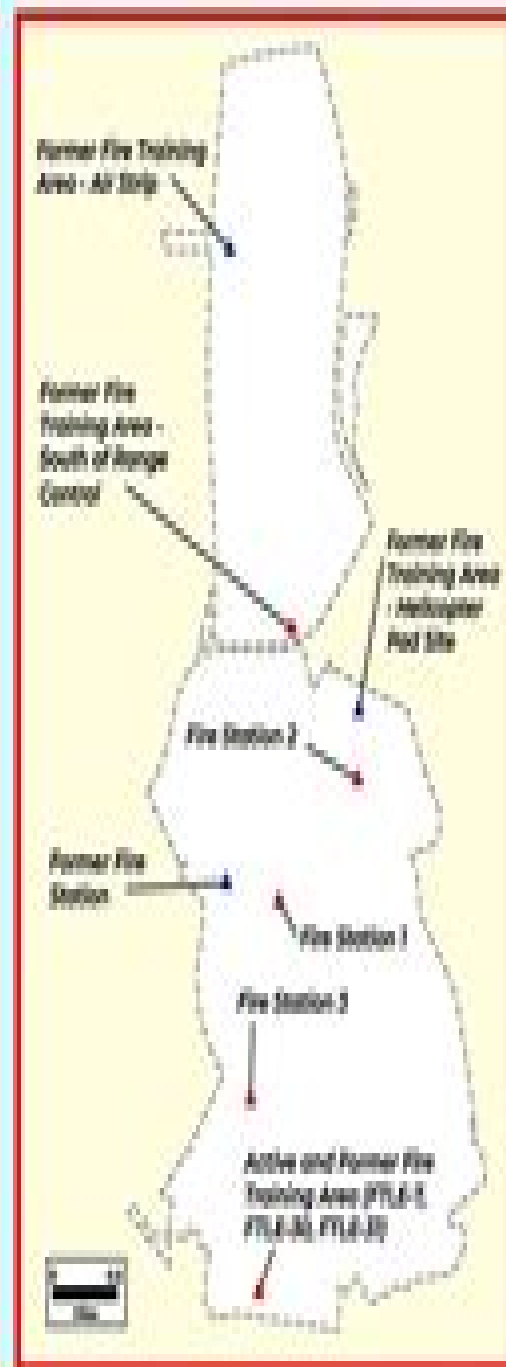 Former Fire Training
Area - Air Strip
Former Fire
Training Area -
South of Range
Control
Former Fire
Training Area
- Helicopter
Pad Site
Fire Station 2
Former Fire
Station
Fire Station 1
Fire Station 3
Active and Former Fire
Training Area